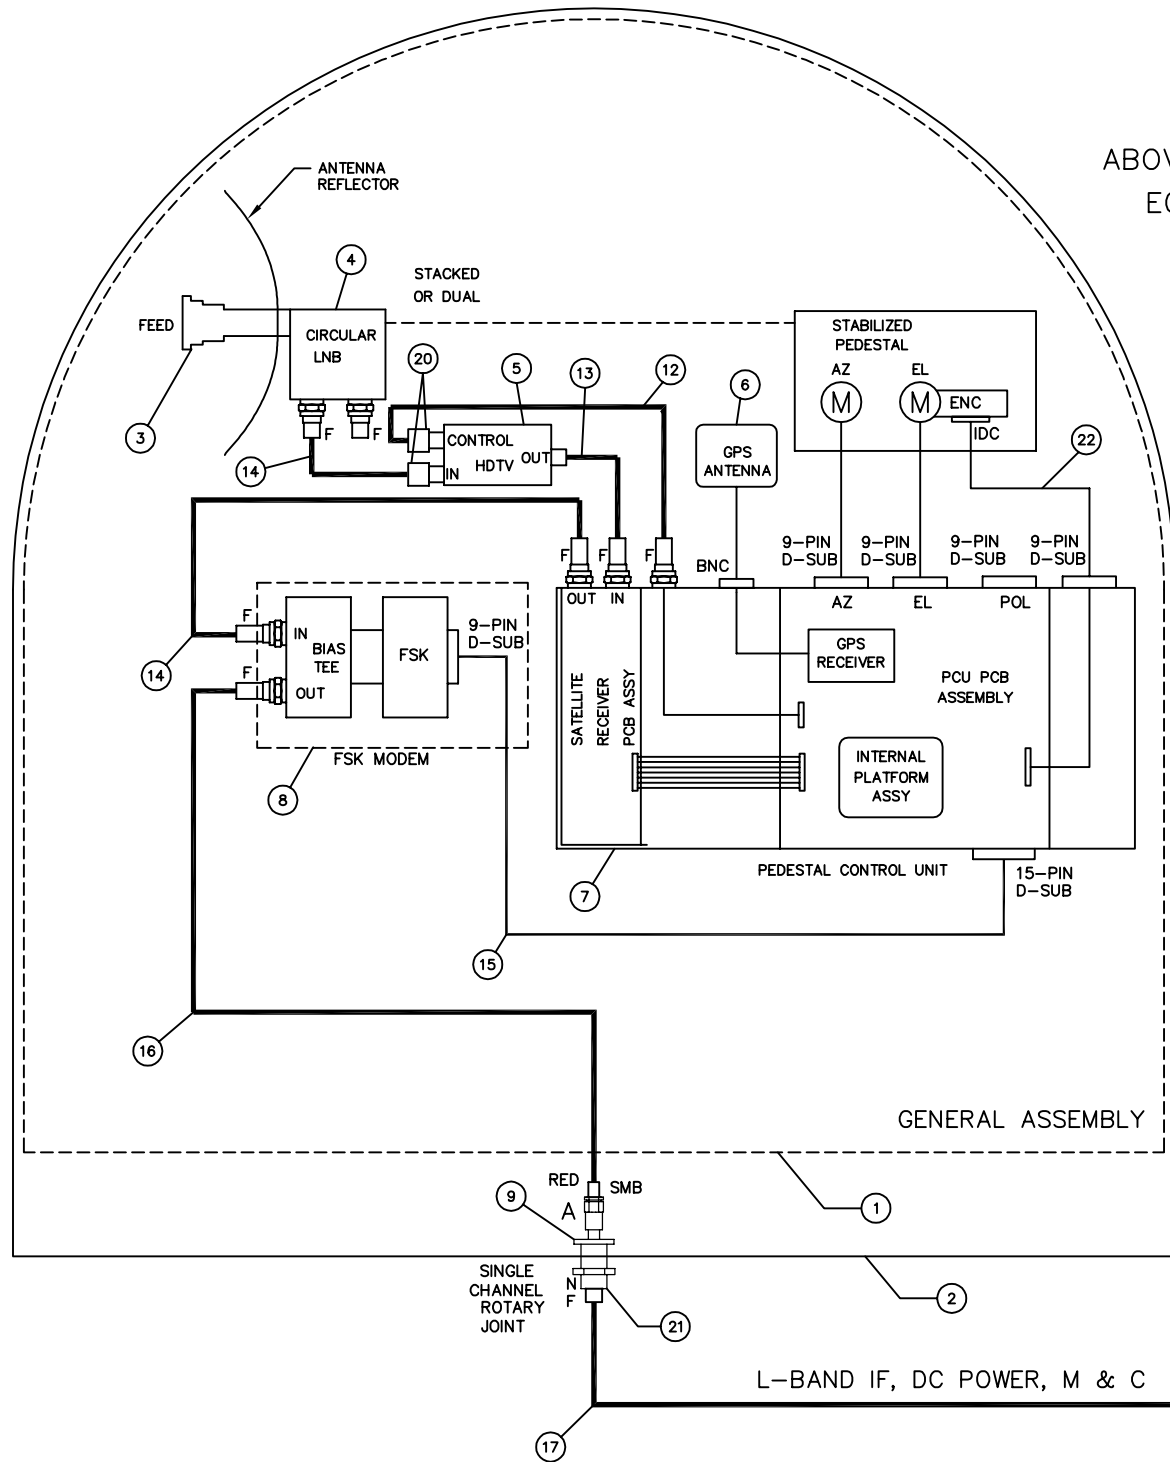 ABOV
EQ
ANTENNA
REFLECTOR
4
STACKED
OR DUAL
FEED
CIRCULAR
LNB
3
F
F
14
20
5
13
12
CONTROL
HDTV
OUT
IN
6
GPS
ANTENNA
STABILIZED
PEDESTAL
AZ
EL
M
M
ENC
IDC
22
F
F
F
BNC
9-PIN
D-SUB
9-PIN
D-SUB
9-PIN
D-SUB
9-PIN
D-SUB
OUT
IN
AZ
EL
POL
F
IN
BIAS
TEE
F
OUT
FSK
9-PIN
D-SUB
14
FSK MODEM
8
SATELLITE
RECEIVER
PCB ASSY
GPS
RECEIVER
PCU PCB
ASSEMBLY
INTERNAL
PLATFORM
ASSY
7
PEDESTAL CONTROL UNIT
15-PIN
D-SUB
15
16
GENERAL ASSEMBLY
RED
SMB
9
A
1
SINGLE
CHANNEL
ROTARY
JOINT
N
F
21
2
L-BAND IF, DC POWER, M & C
17